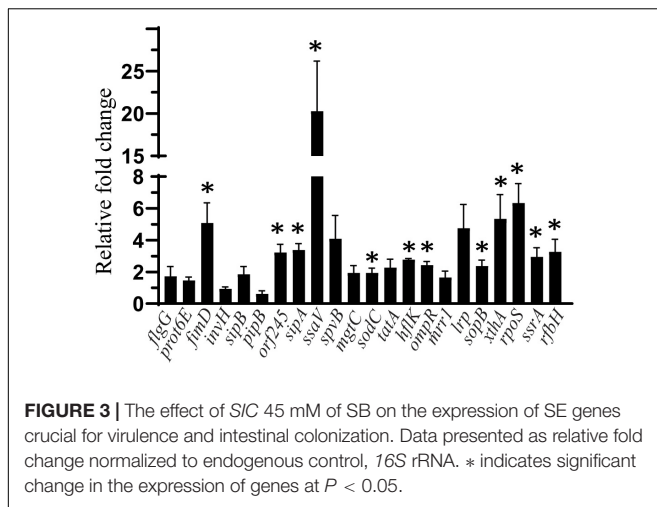 *
25
20
15
8
6
4
2
0
Relative fold change
* * * * * * * * * * *
flgG prot6E fimD invH sipB pipB orf245 sipA ssaV spvB mgtC sodC tatA hflK ompR mrr1 lrp sopB xthA rpoS ssrA rfbH
FIGURE 3 | The effect of SIC 45 mM of SB on the expression of SE genes
crucial for virulence and intestinal colonization. Data presented as relative fold
change normalized to endogenous control, 16S rRNA. * indicates significant
change in the expression of genes at P < 0.05.